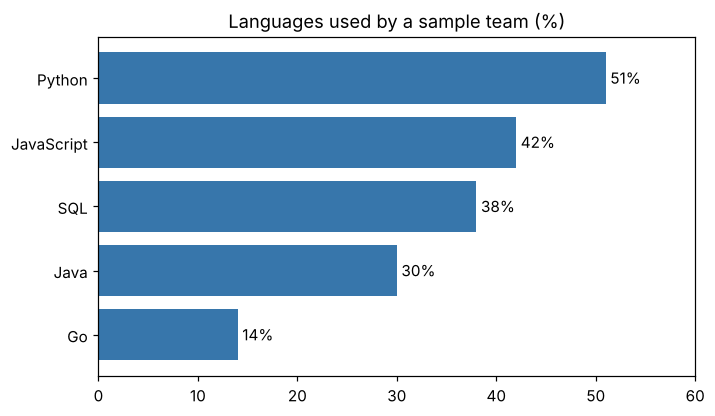 Languages used by a sample team (%)
Python 51%
JavaScript 42%
SQL 38%
Java 30%
Go 14%
0 10 20 30 40 50 60